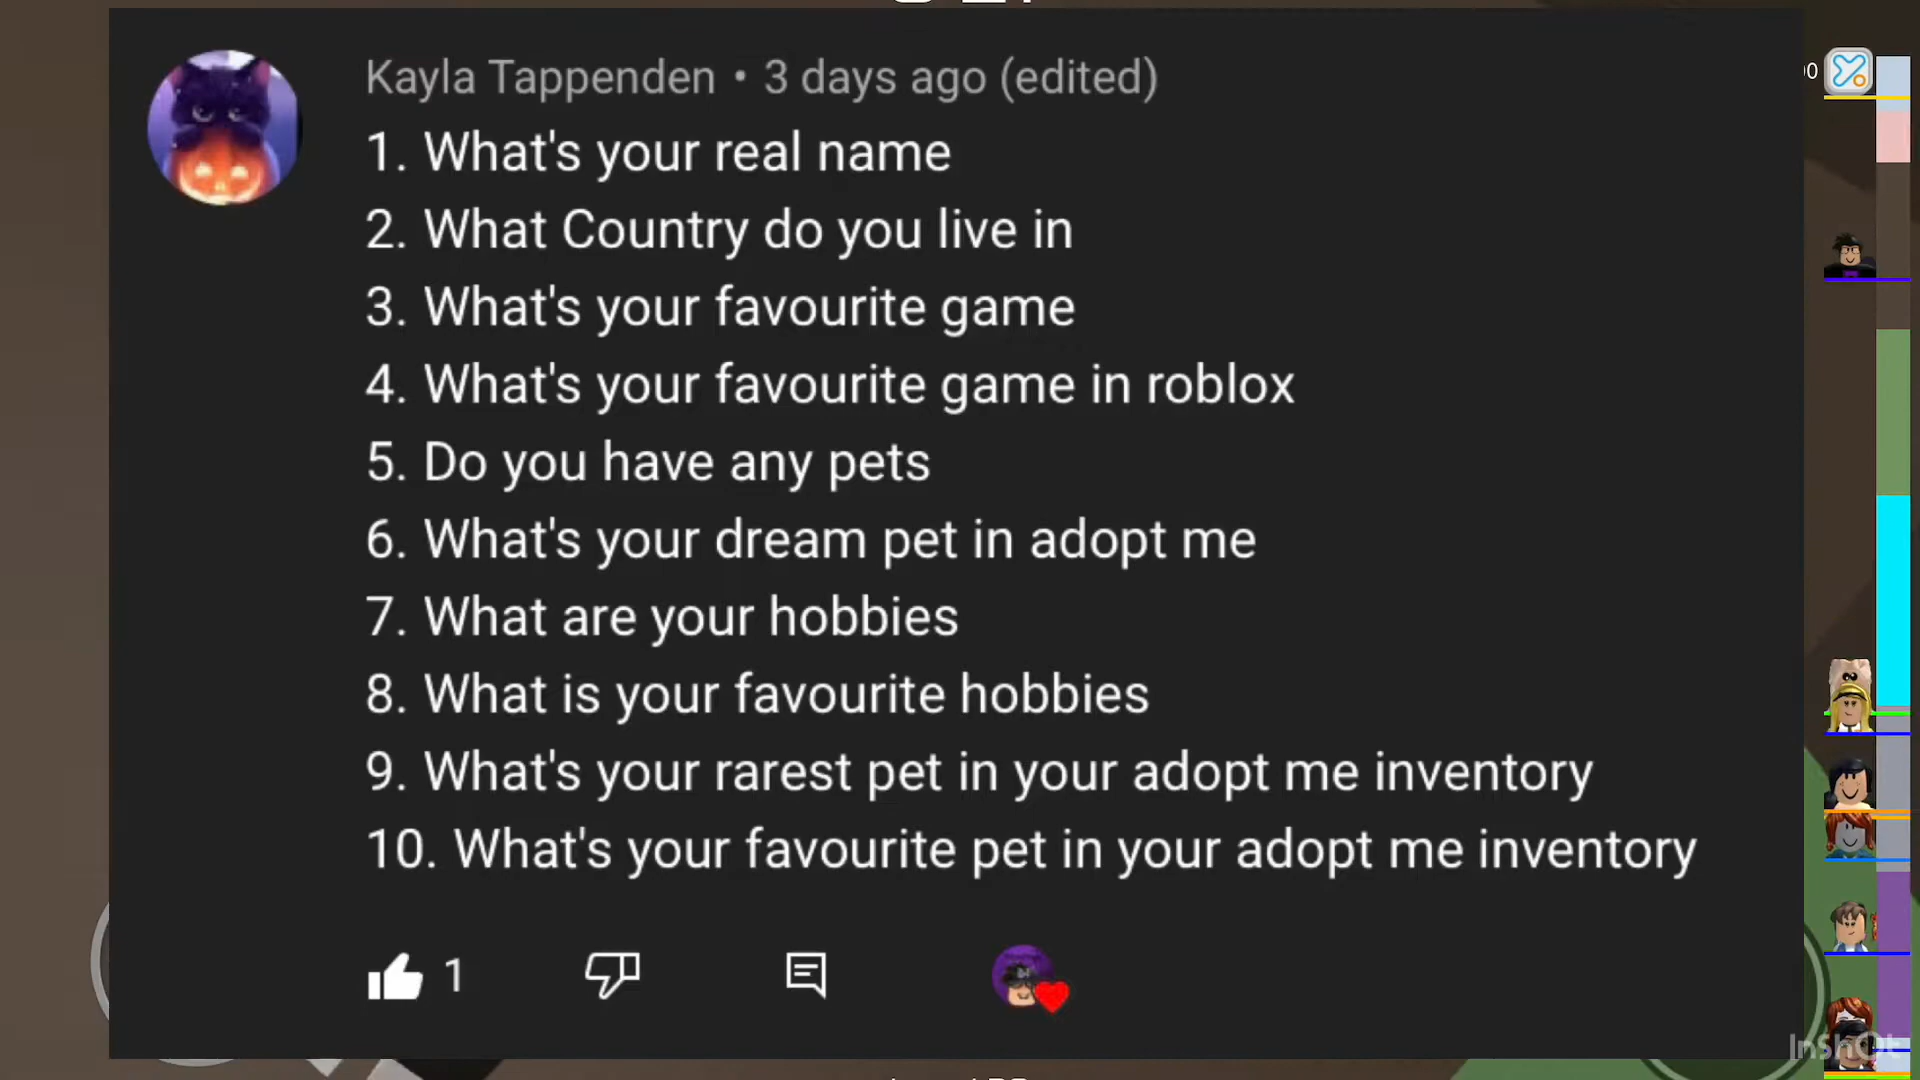 Kayla Tappenden • 3 days ago (edited)
1. What's your real name
2. What Country do you live in
3. What's your favourite game
4. What's your favourite game in roblox
5. Do you have any pets
6. What's your dream pet in adopt me
7. What are your hobbies
8. What is your favourite hobbies
9. What's your rarest pet in your adopt me inventory
10. What's your favourite pet in your adopt me inventory
1
InShOt